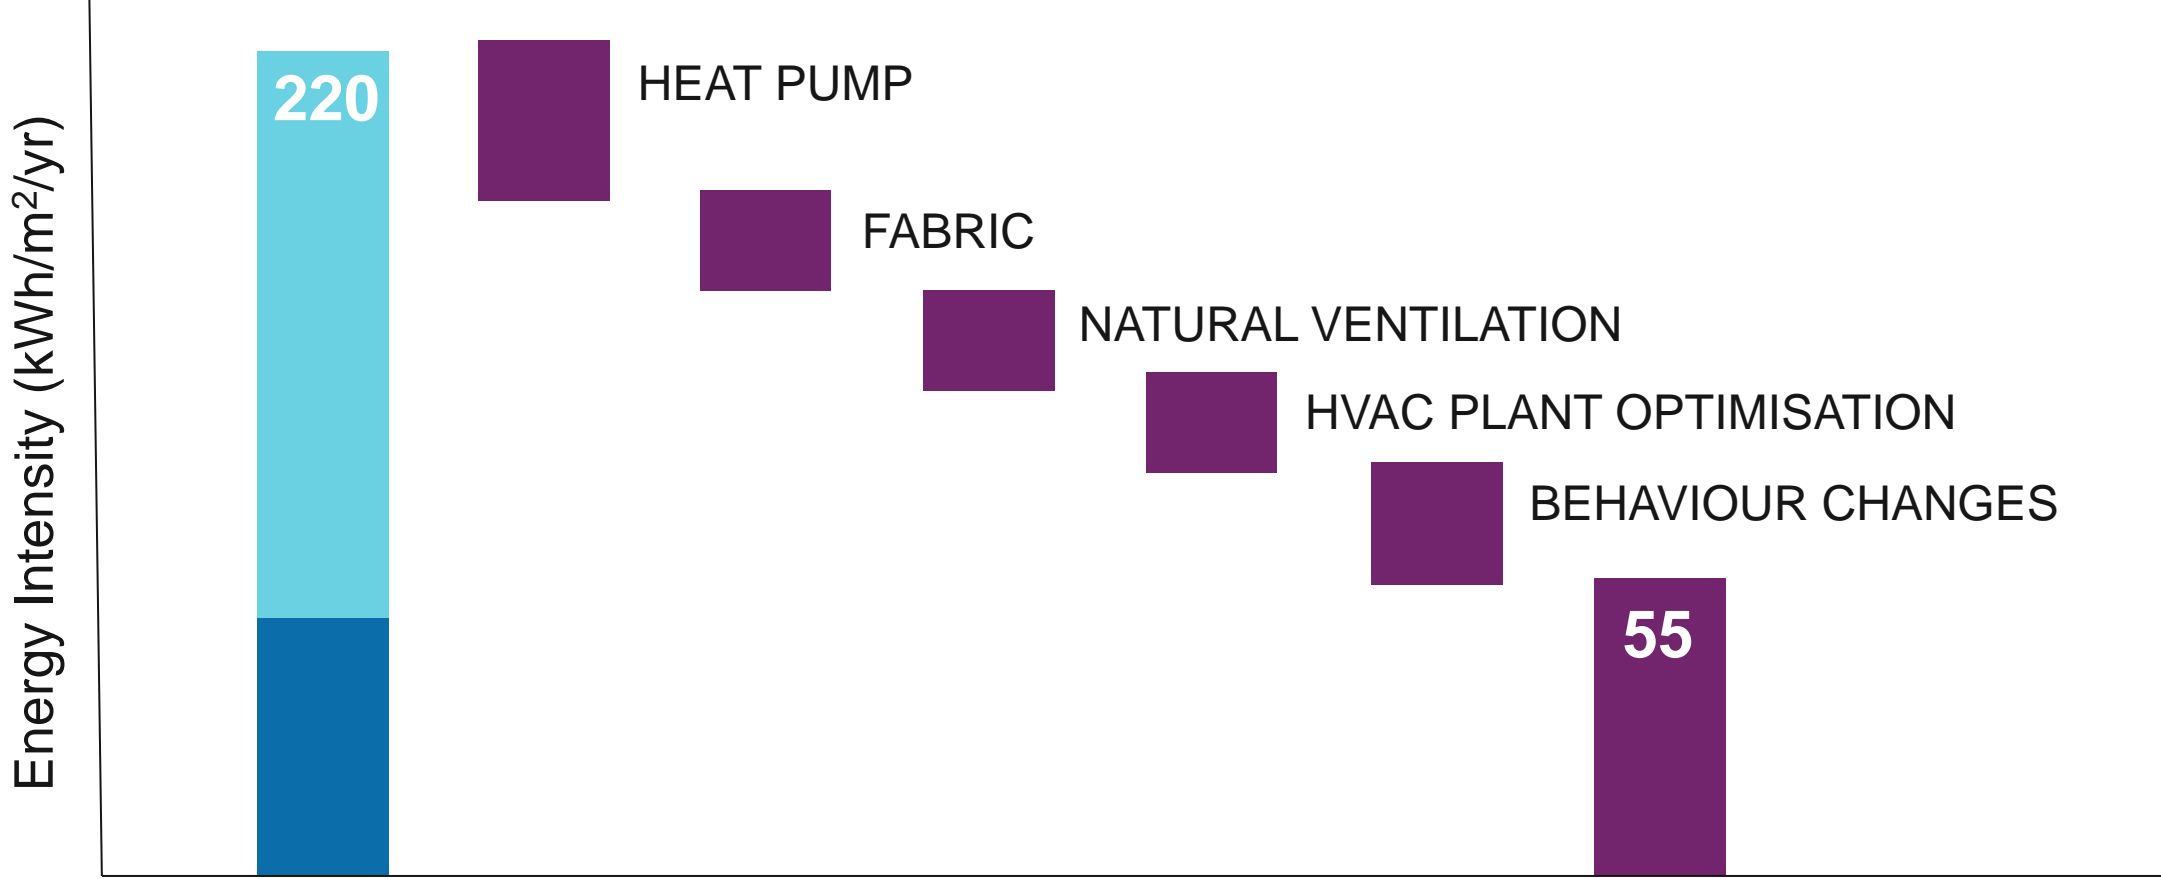 Energy Intensity (kWh/m²/yr)
220
HEAT PUMP
FABRIC
NATURAL VENTILATION
HVAC PLANT OPTIMISATION
BEHAVIOUR CHANGES
55